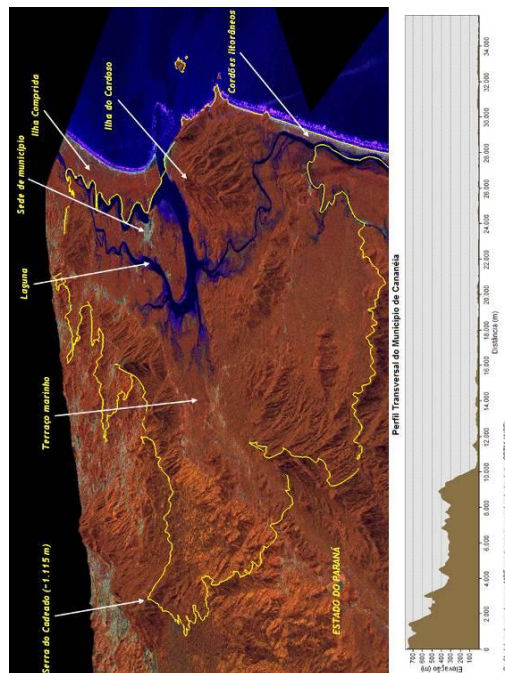 Serra do Cadeado (~1.115 m)
Terraço marinho
Laguna
Sede de município
Ilha Comprida
Ilha do Cardoso
Cordões litorâneos
ESTADO DO PARANÁ
Perfil Transversal do Município de Cananéia
Elevação (m)
700
600
500
400
300
200
100
0
2.000
4.000
6.000
8.000
10.000
12.000
14.000
16.000
18.000
20.000
22.000
24.000
26.000
28.000
30.000
32.000
34.000
Distância (m)